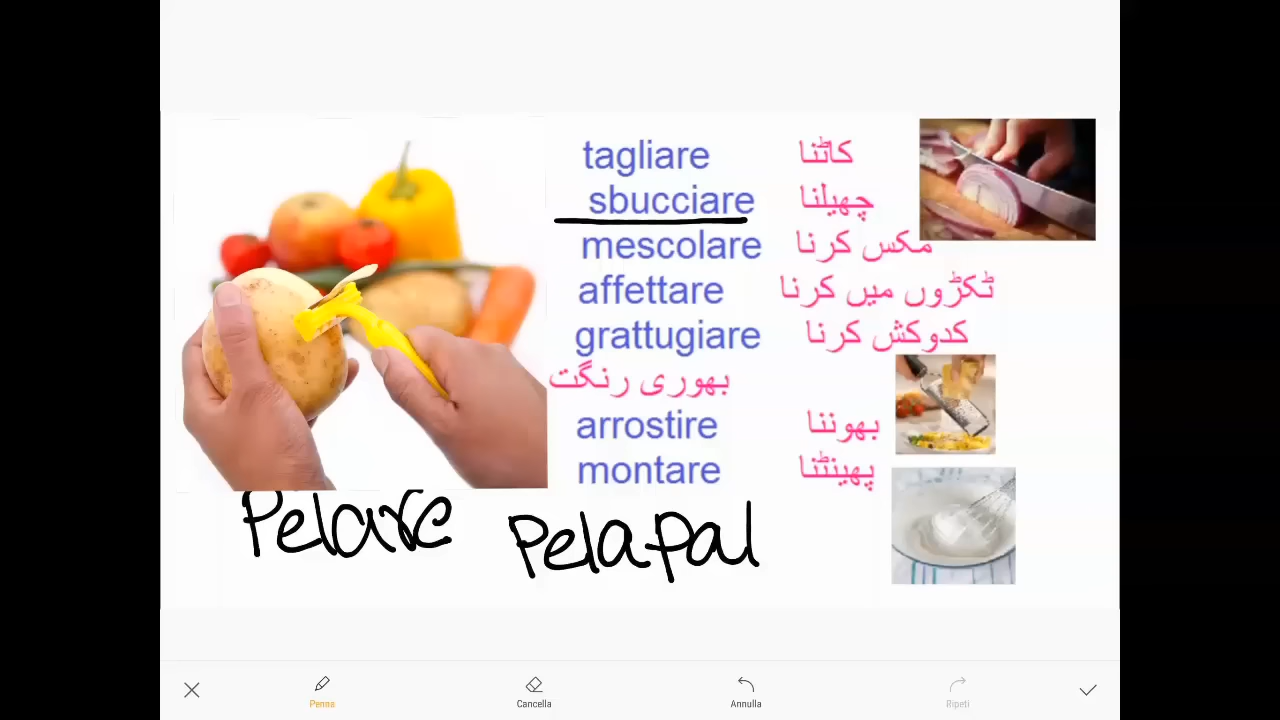 tagliare کاٹنا
sbucciare چھیلنا
mescolare مکس کرنا
affettare ٹکڑوں میں کرنا
grattugiare کدوکش کرنا
بھوری رنگت
arrostire بھوننا
montare پھینٹنا
Pelare Pelapal
Penna Cancella Annulla Ripeti